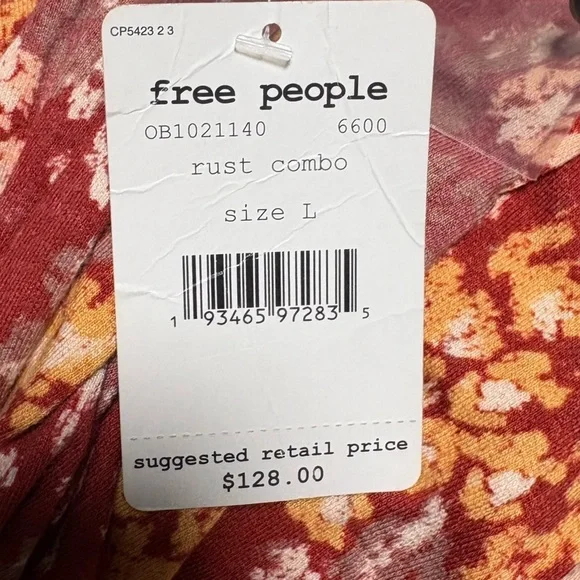 CP5423 2 3
free people
OB1021140 6600
rust combo
size L
1 93465 97283 5
suggested retail price
$128.00